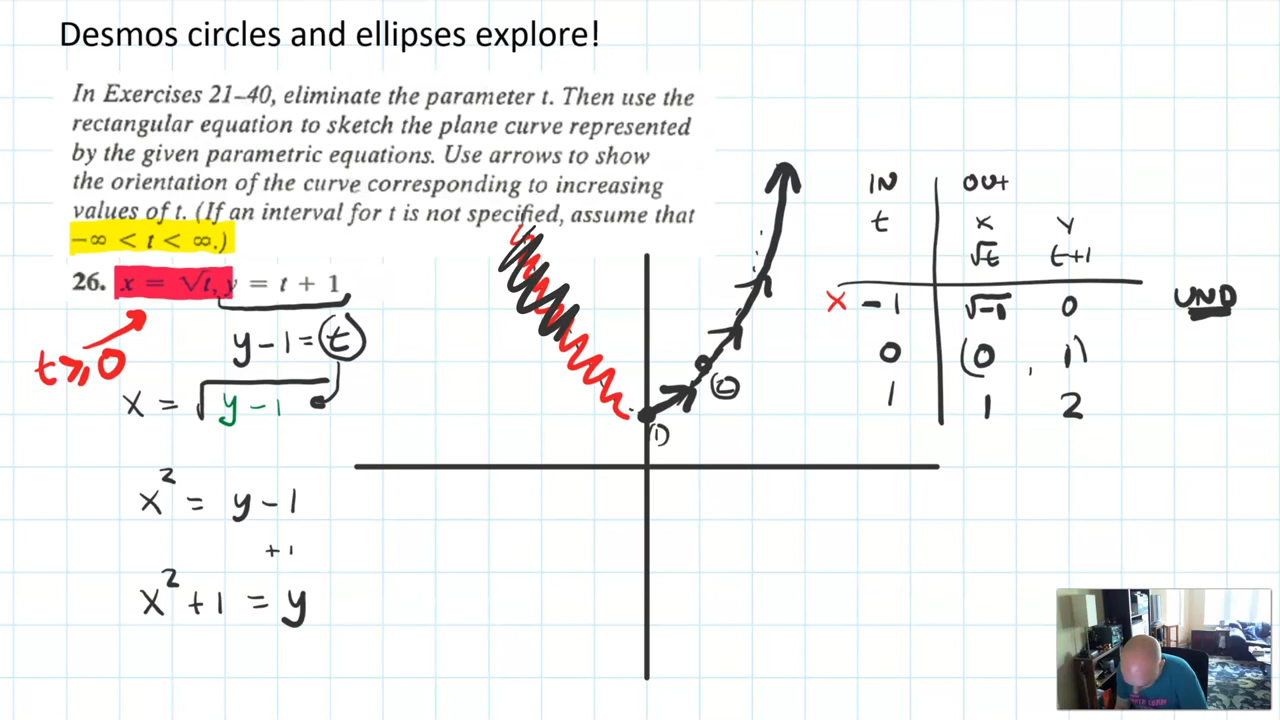 Desmos circles and ellipses explore!
In Exercises 21–40, eliminate the parameter t. Then use the
rectangular equation to sketch the plane curve represented
by the given parametric equations. Use arrows to show
the orientation of the curve corresponding to increasing
values of t. (If an interval for t is not specified, assume that
−∞ < t < ∞.)
26. x = √t, y = t + 1
y − 1 = t
t ≥ 0
x = √y − 1
x² = y − 1
+1
x² + 1 = y
①
②
IN OUT
t x y
√t t+1
x −1 √−1 0 UND
0 (0, 1)
1 1 2